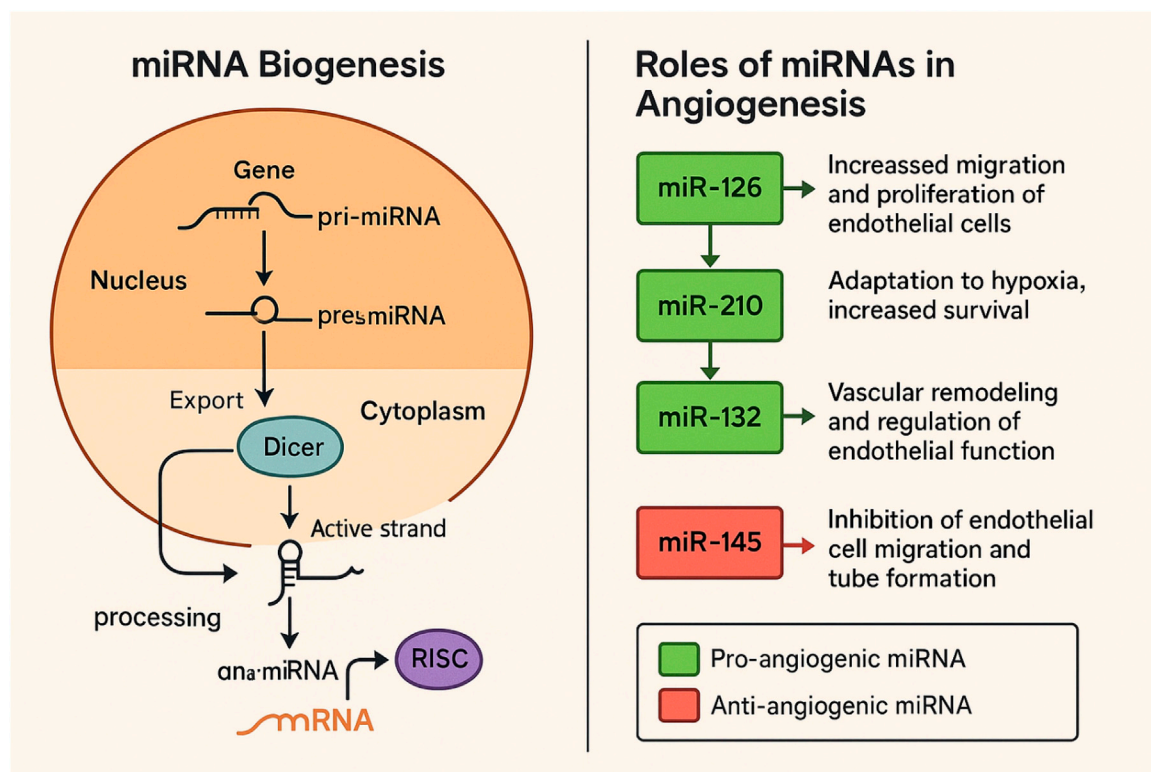 miRNA Biogenesis
Gene
pri-miRNA
Nucleus
presmiRNA
Export
Cytoplasm
Dicer
Active strand
processing
ana·miRNA
RISC
mRNA
Roles of miRNAs in
Angiogenesis
miR-126
Increassed migration
and proliferation of
endothelial cells
miR-210
Adaptation to hypoxia,
increased survival
miR-132
Vascular remodeling
and regulation of
endothelial function
miR-145
Inhibition of endothelial
cell migration and
tube formation
Pro-angiogenic miRNA
Anti-angiogenic miRNA